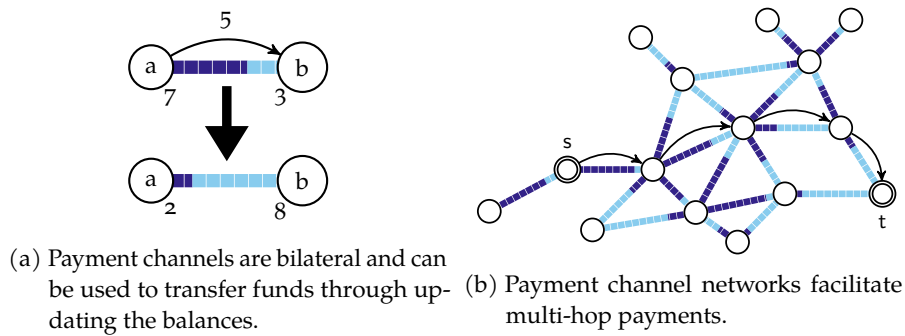 5
a
b
7
3
a
b
2
8
(a) Payment channels are bilateral and can
be used to transfer funds through up-
dating the balances.
s
t
(b) Payment channel networks facilitate
multi-hop payments.